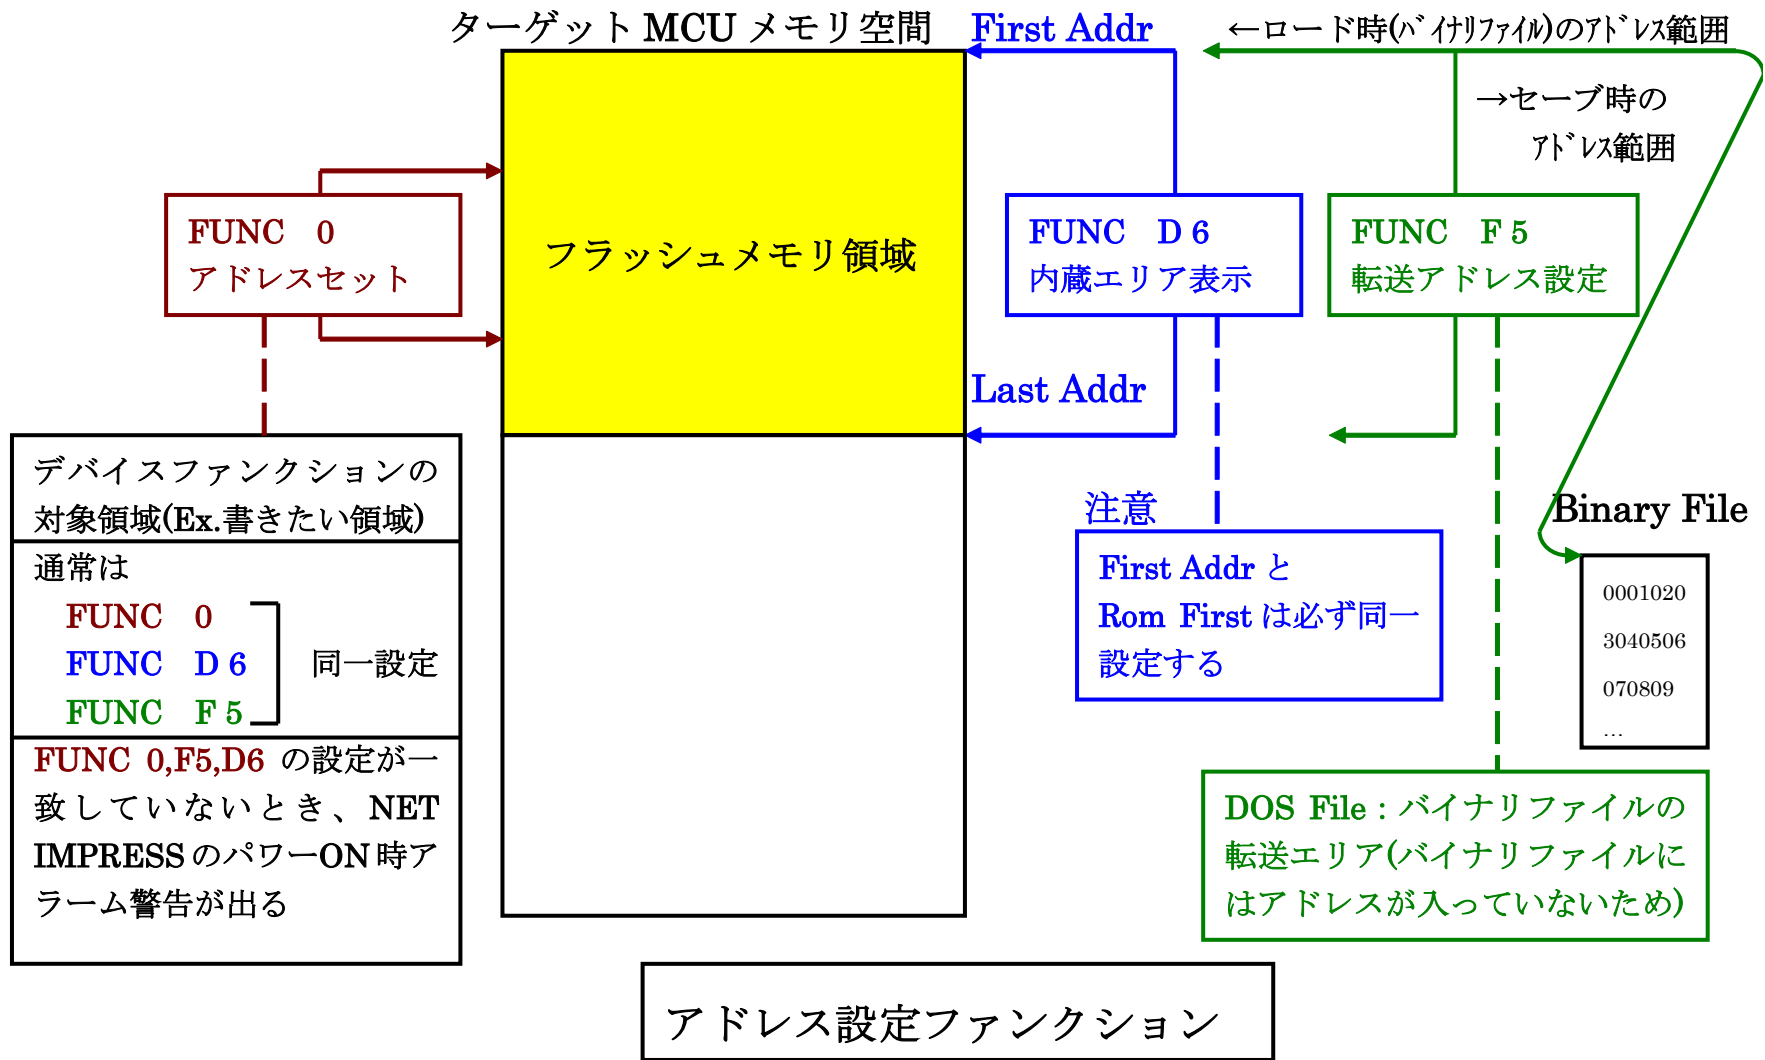 ターゲット MCU メモリ空間
First Addr
←ロード時(ﾊﾞｲﾅﾘﾌｧｲﾙ)のｱﾄﾞﾚｽ範囲
→セーブ時の
ｱﾄﾞﾚｽ範囲
FUNC 0
アドレスセット
フラッシュメモリ領域
FUNC D 6
内蔵エリア表示
FUNC F 5
転送アドレス設定
Last Addr
デバイスファンクションの
対象領域(Ex.書きたい領域)
通常は
FUNC 0
FUNC D 6
FUNC F 5
同一設定
FUNC 0,F5,D6 の設定が一
致していないとき、NET
IMPRESS のパワーON 時ア
ラーム警告が出る
注意
First Addr と
Rom First は必ず同一
設定する
Binary File
0001020
3040506
070809
…
DOS File : バイナリファイルの
転送エリア(バイナリファイルに
はアドレスが入っていないため)
アドレス設定ファンクション